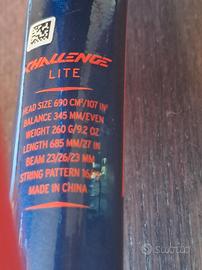 CHALLENGE
LITE
HEAD SIZE 690 CM²/107 IN²
BALANCE 345 MM/EVEN
WEIGHT 260 G/9.2 OZ
LENGTH 685 MM/27 IN
BEAM 23/26/23 MM
STRING PATTERN
MADE IN CHINA
subito.it